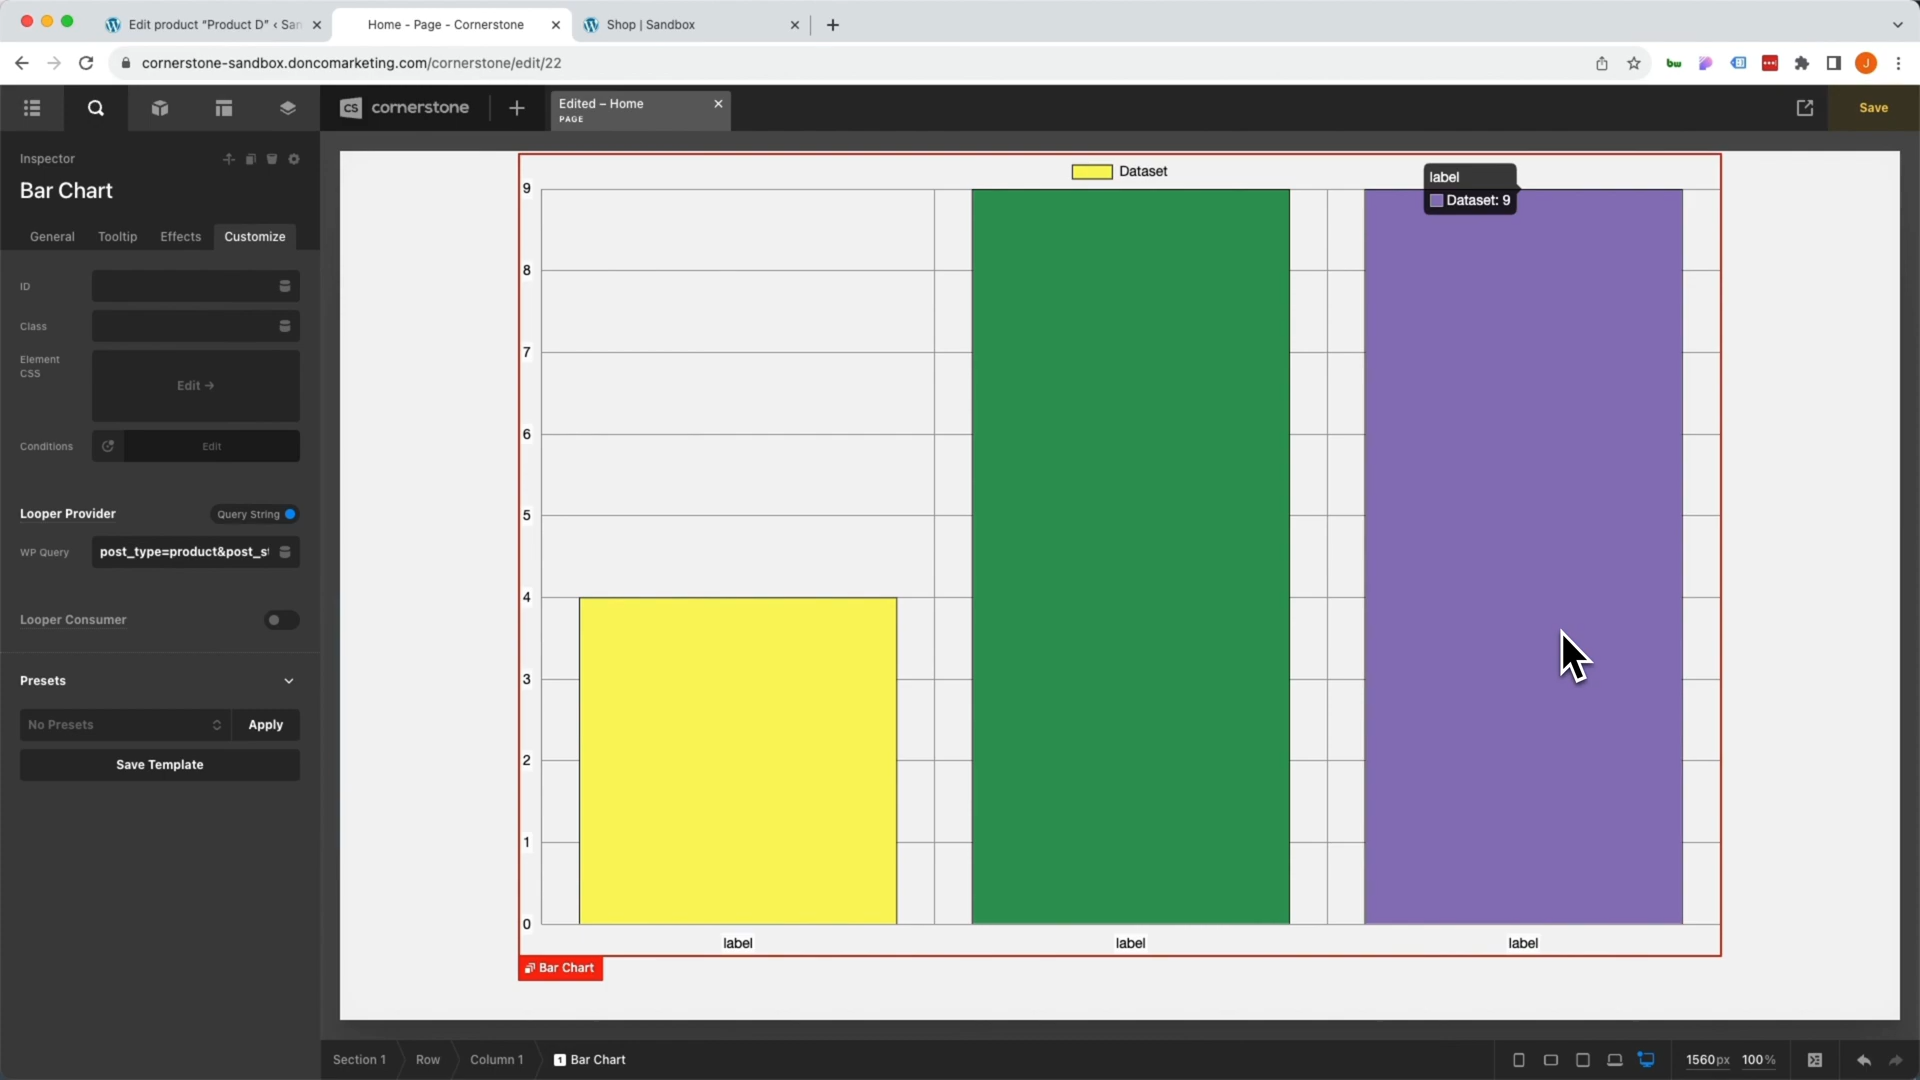 Edit product “Product D” ‹ San
Home - Page - Cornerstone
Shop | Sandbox
cornerstone-sandbox.doncomarketing.com/cornerstone/edit/22
bw
J
cs cornerstone
Edited – Home
PAGE
Save
Inspector
Bar Chart
General
Tooltip
Effects
Customize
ID
Class
Element
CSS
Edit →
Conditions
Edit
Looper Provider
Query String
WP Query
post_type=product&post_st
Looper Consumer
Presets
No Presets
Apply
Save Template
Dataset
label
Dataset: 9
9
8
7
6
5
4
3
2
1
0
label
label
label
Bar Chart
Section 1
Row
Column 1
1 Bar Chart
1560px
100%